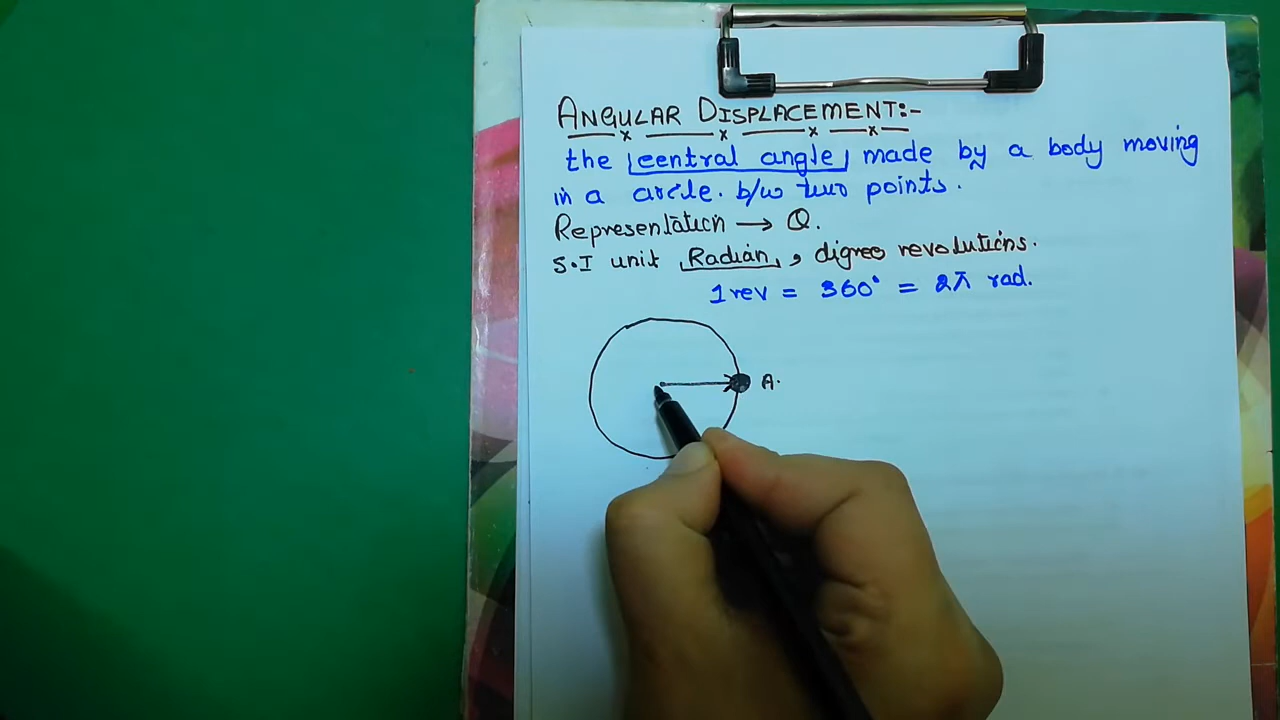 ANGULAR DISPLACEMENT:-
the central angle made by a body moving
in a circle. b/w two points.
Representation → Q.
S.I unit Radian, digree revolutions.
1 rev = 360° = 2π rad.
A.